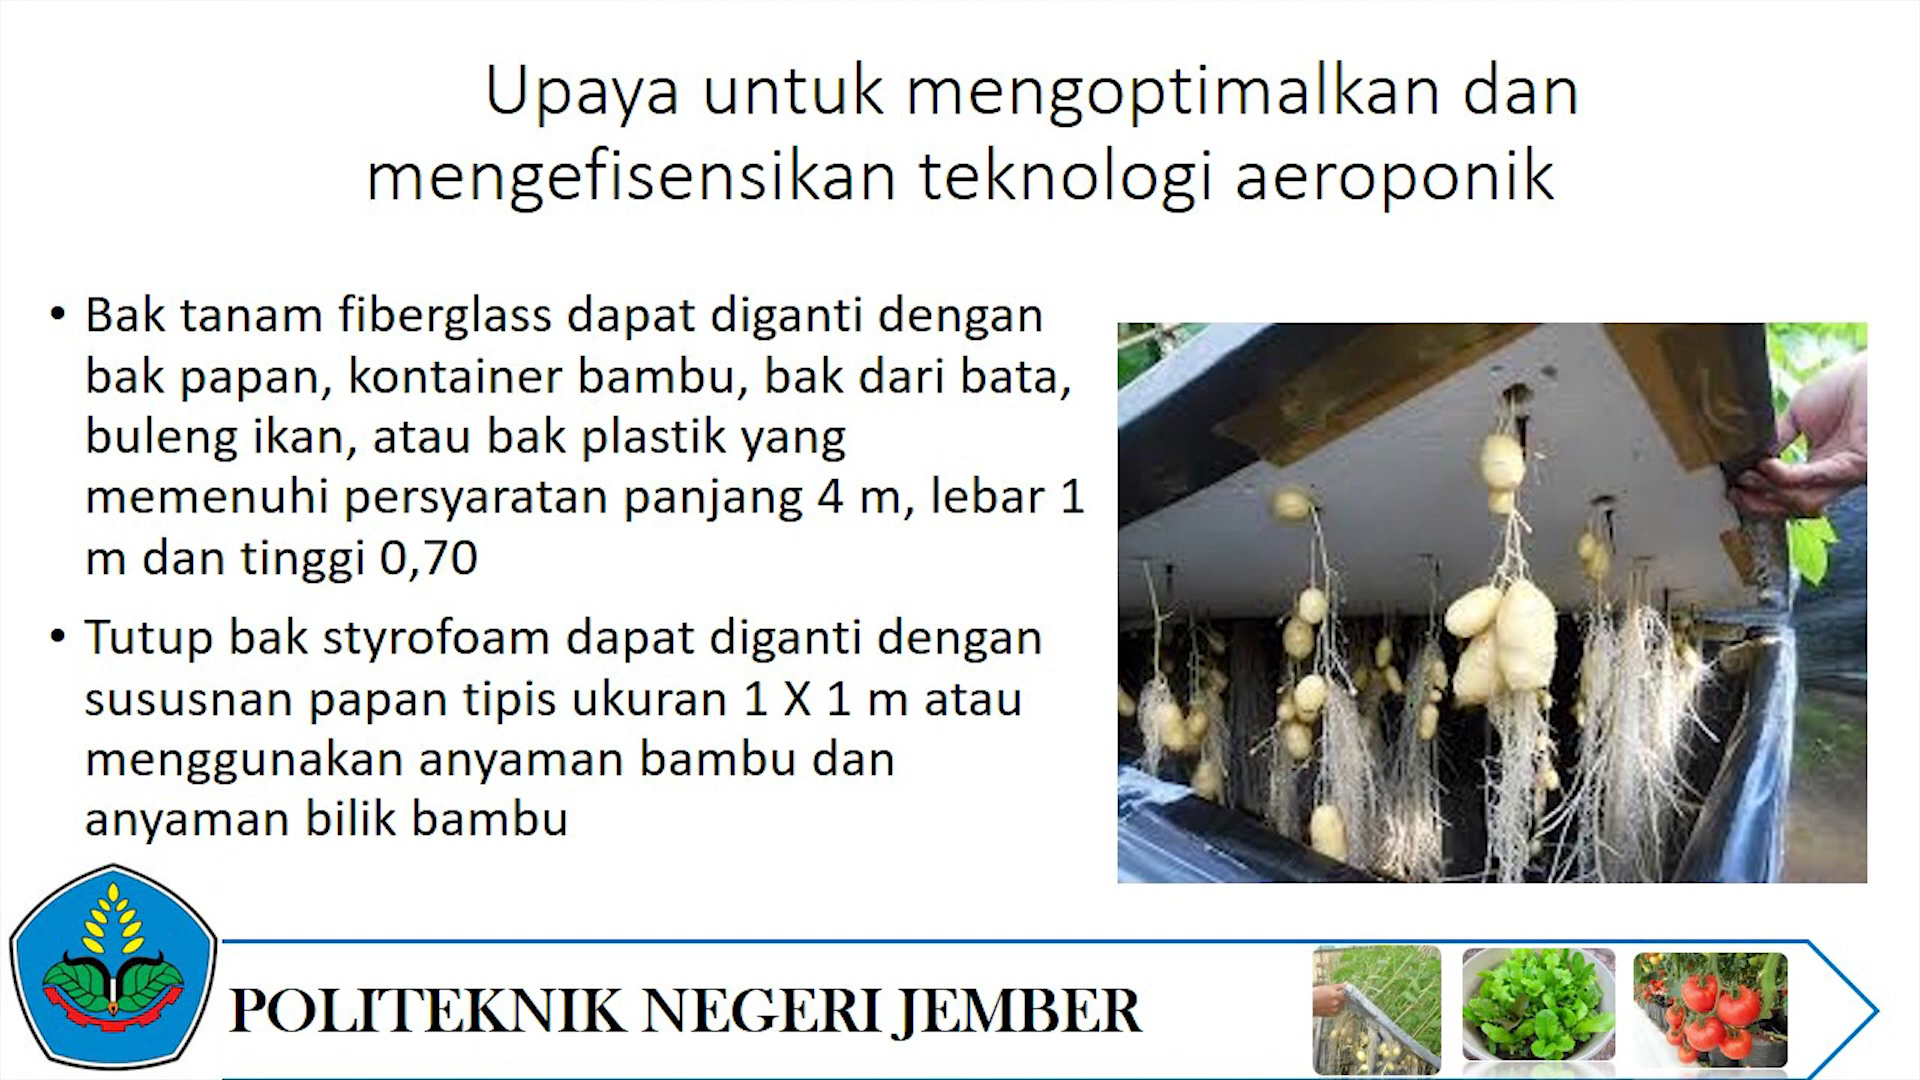 Upaya untuk mengoptimalkan dan
mengefisensikan teknologi aeroponik
• Bak tanam fiberglass dapat diganti dengan
bak papan, kontainer bambu, bak dari bata,
buleng ikan, atau bak plastik yang
memenuhi persyaratan panjang 4 m, lebar 1
m dan tinggi 0,70
• Tutup bak styrofoam dapat diganti dengan
sususnan papan tipis ukuran 1 X 1 m atau
menggunakan anyaman bambu dan
anyaman bilik bambu
POLITEKNIK NEGERI JEMBER